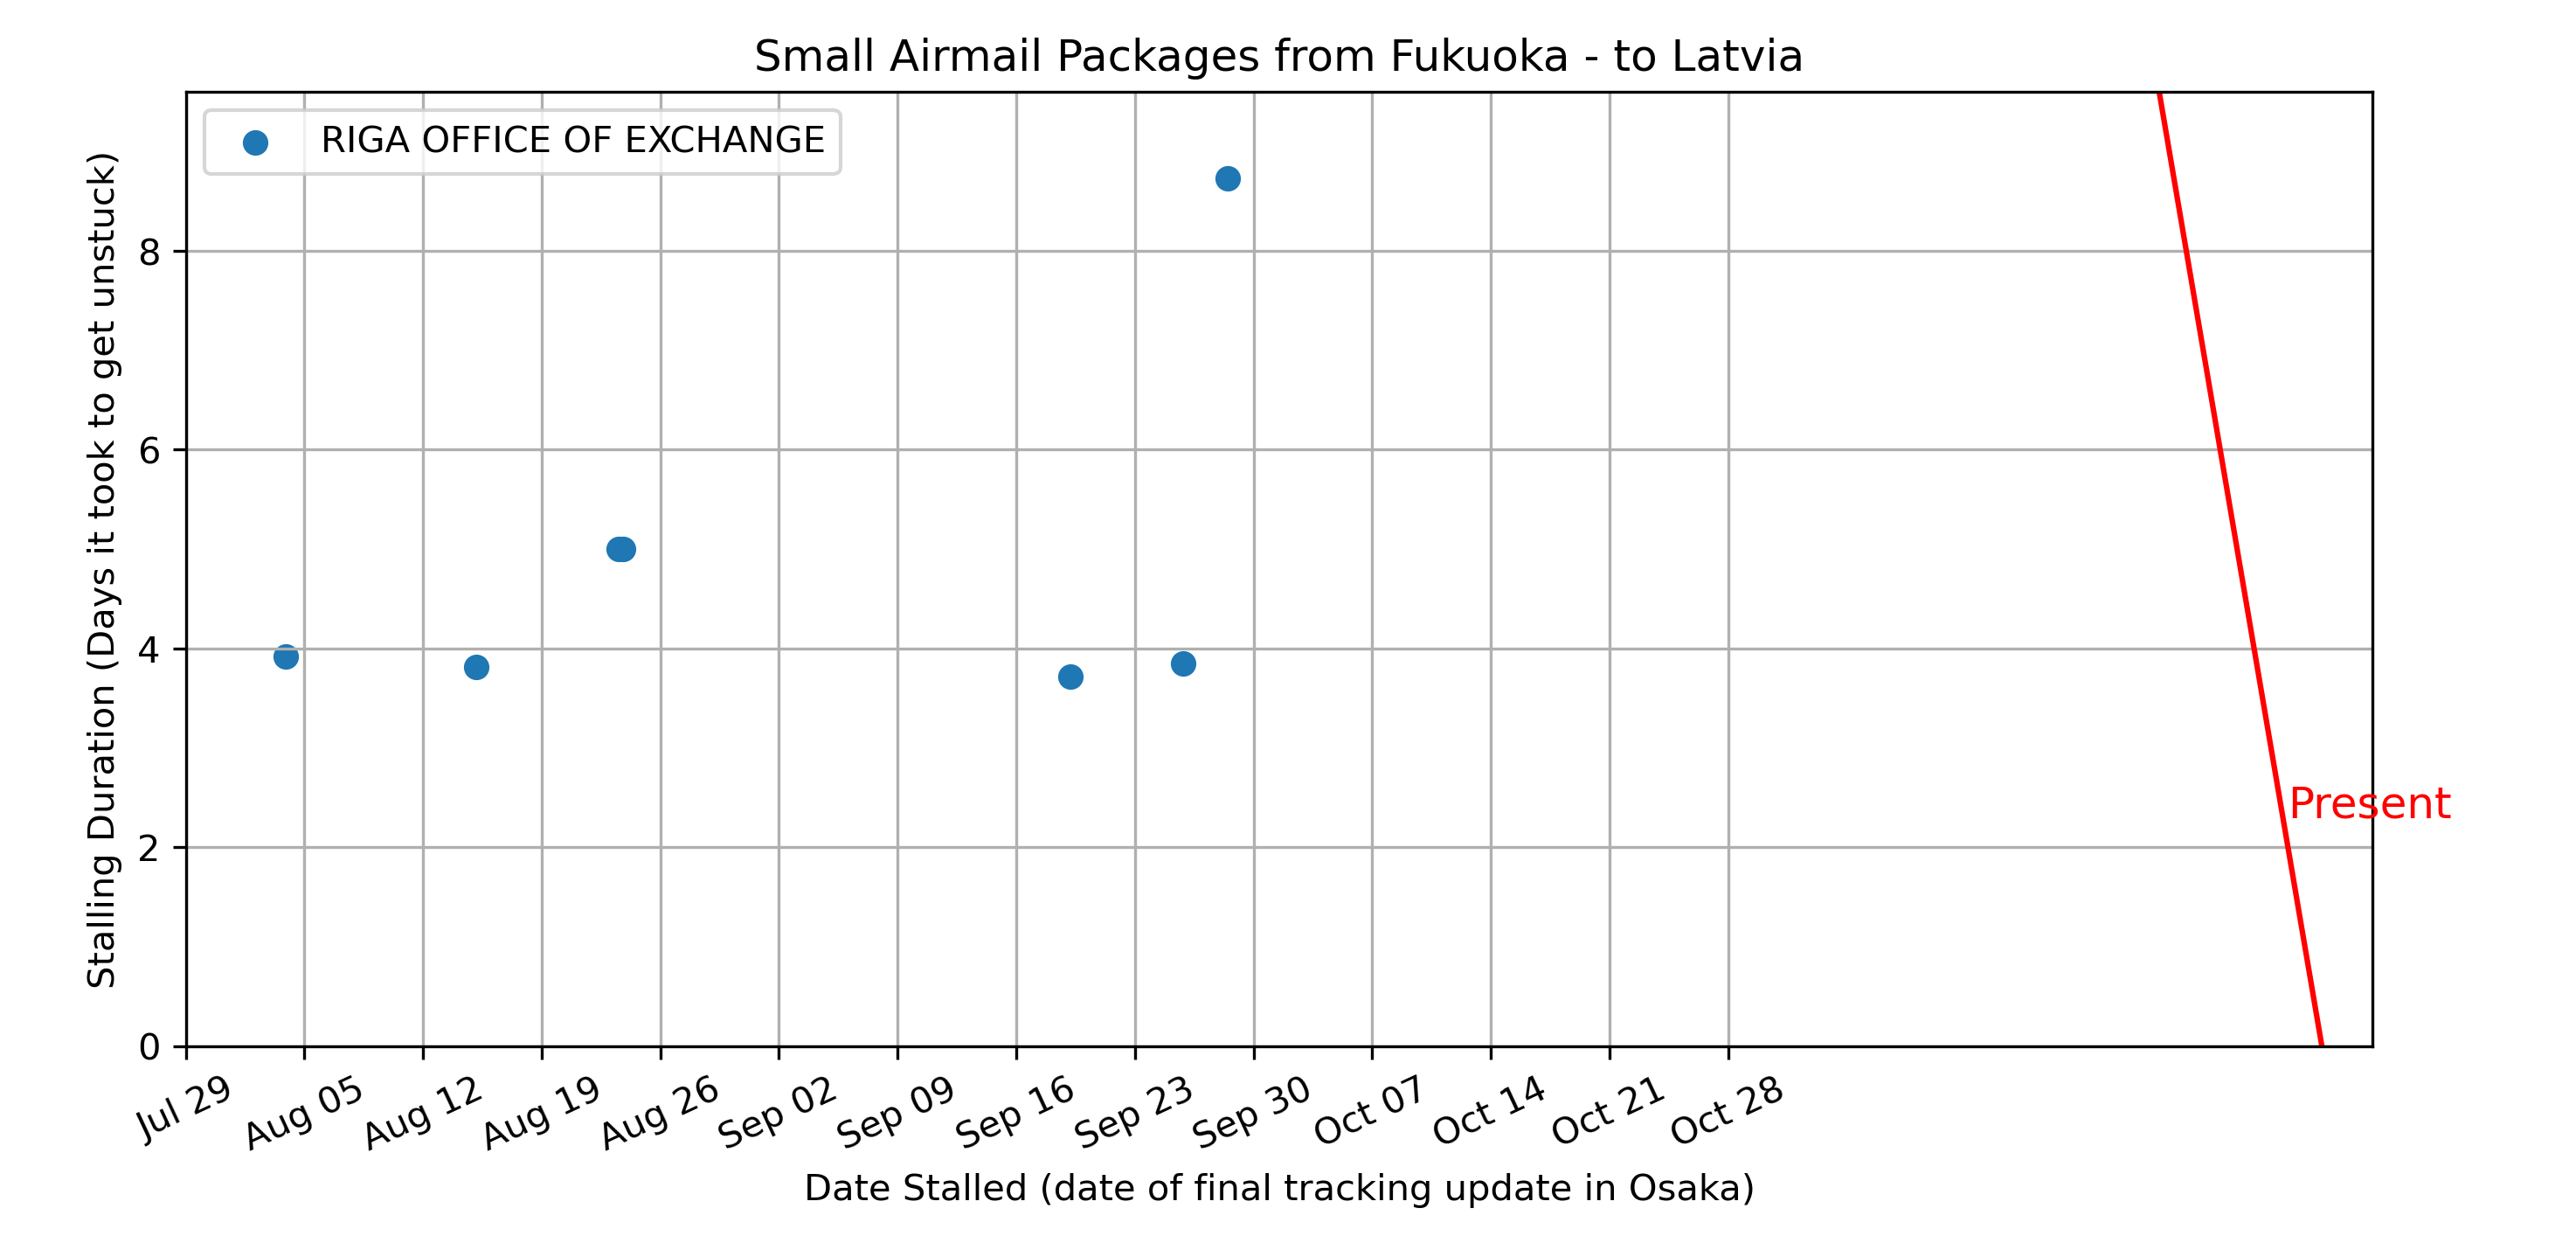 Small Airmail Packages from Fukuoka - to Latvia
RIGA OFFICE OF EXCHANGE
Stalling Duration (Days it took to get unstuck)
8
6
4
2
0
Present
Jul 29
Aug 05
Aug 12
Aug 19
Aug 26
Sep 02
Sep 09
Sep 16
Sep 23
Sep 30
Oct 07
Oct 14
Oct 21
Oct 28
Date Stalled (date of final tracking update in Osaka)